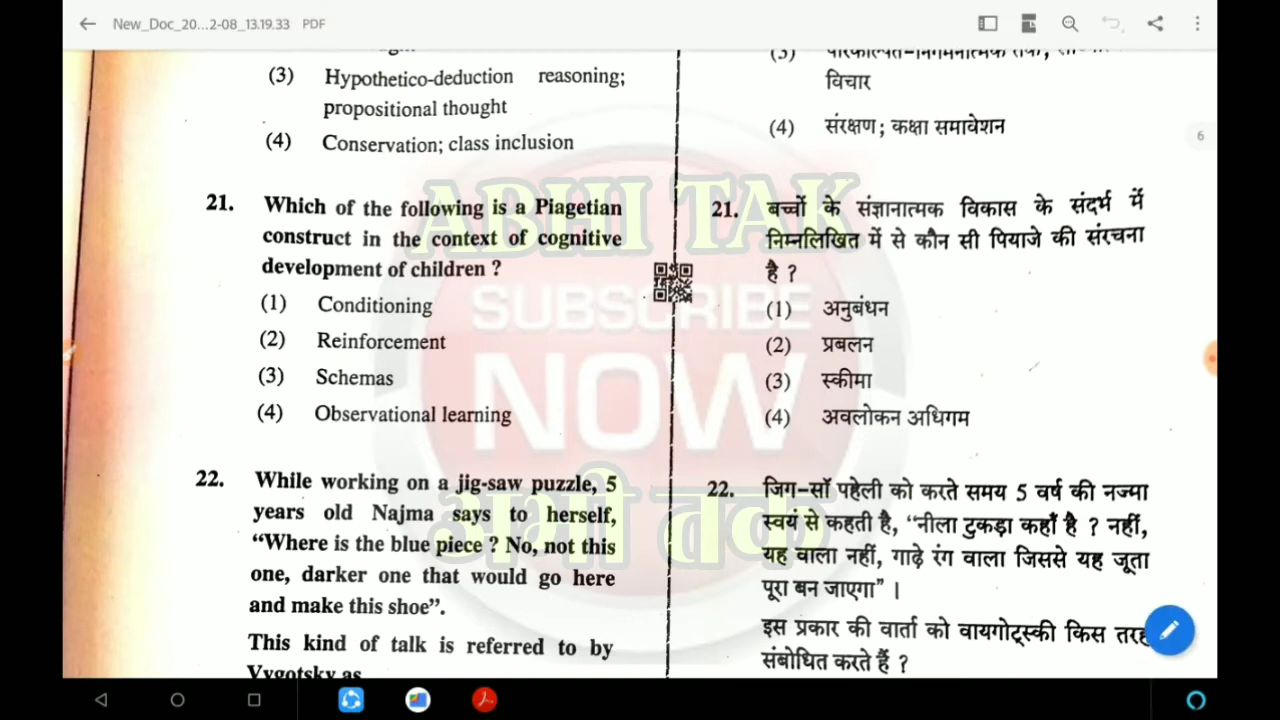 New_Doc_20...2-08_13.19.33 PDF
(3) Hypothetico-deduction reasoning;
propositional thought
(4) Conservation; class inclusion
21. Which of the following is a Piagetian
construct in the context of cognitive
development of children ?
(1) Conditioning
(2) Reinforcement
(3) Schemas
(4) Observational learning
22. While working on a jig-saw puzzle, 5
years old Najma says to herself,
“Where is the blue piece ? No, not this
one, darker one that would go here
and make this shoe”.
This kind of talk is referred to by
Vygotsky as
(3)
विचार
(4) संरक्षण; कक्षा समावेशन
6
21. बच्चों के संज्ञानात्मक विकास के संदर्भ में
निम्नलिखित में से कौन सी पियाजे की संरचना
है ?
(1) अनुबंधन
(2) प्रबलन
(3) स्कीमा
(4) अवलोकन अधिगम
22. जिग-सॉ पहेली को करते समय 5 वर्ष की नज्मा
स्वयं से कहती है, “नीला टुकड़ा कहाँ है ? नहीं,
यह वाला नहीं, गाढ़े रंग वाला जिससे यह जूता
पूरा बन जाएगा” ।
इस प्रकार की वार्ता को वायगोट्स्की किस तरह
संबोधित करते हैं ?
ABHI TAK
SUBSCRIBE
NOW
अभी तक